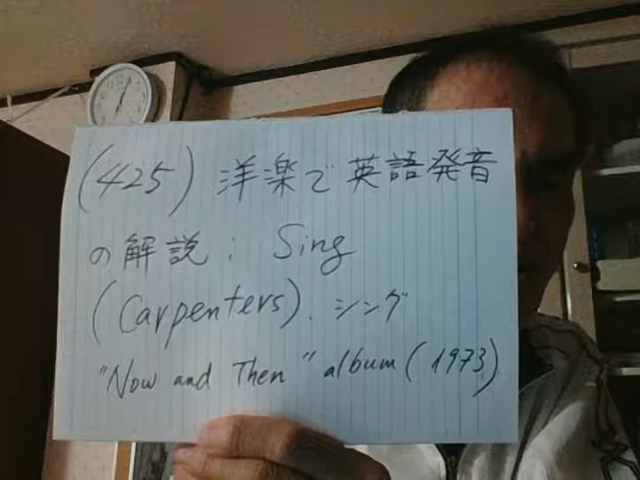 (425) 洋楽で英語発音
の解説; Sing
(Carpenters). シング
"Now and Then" album (1973)